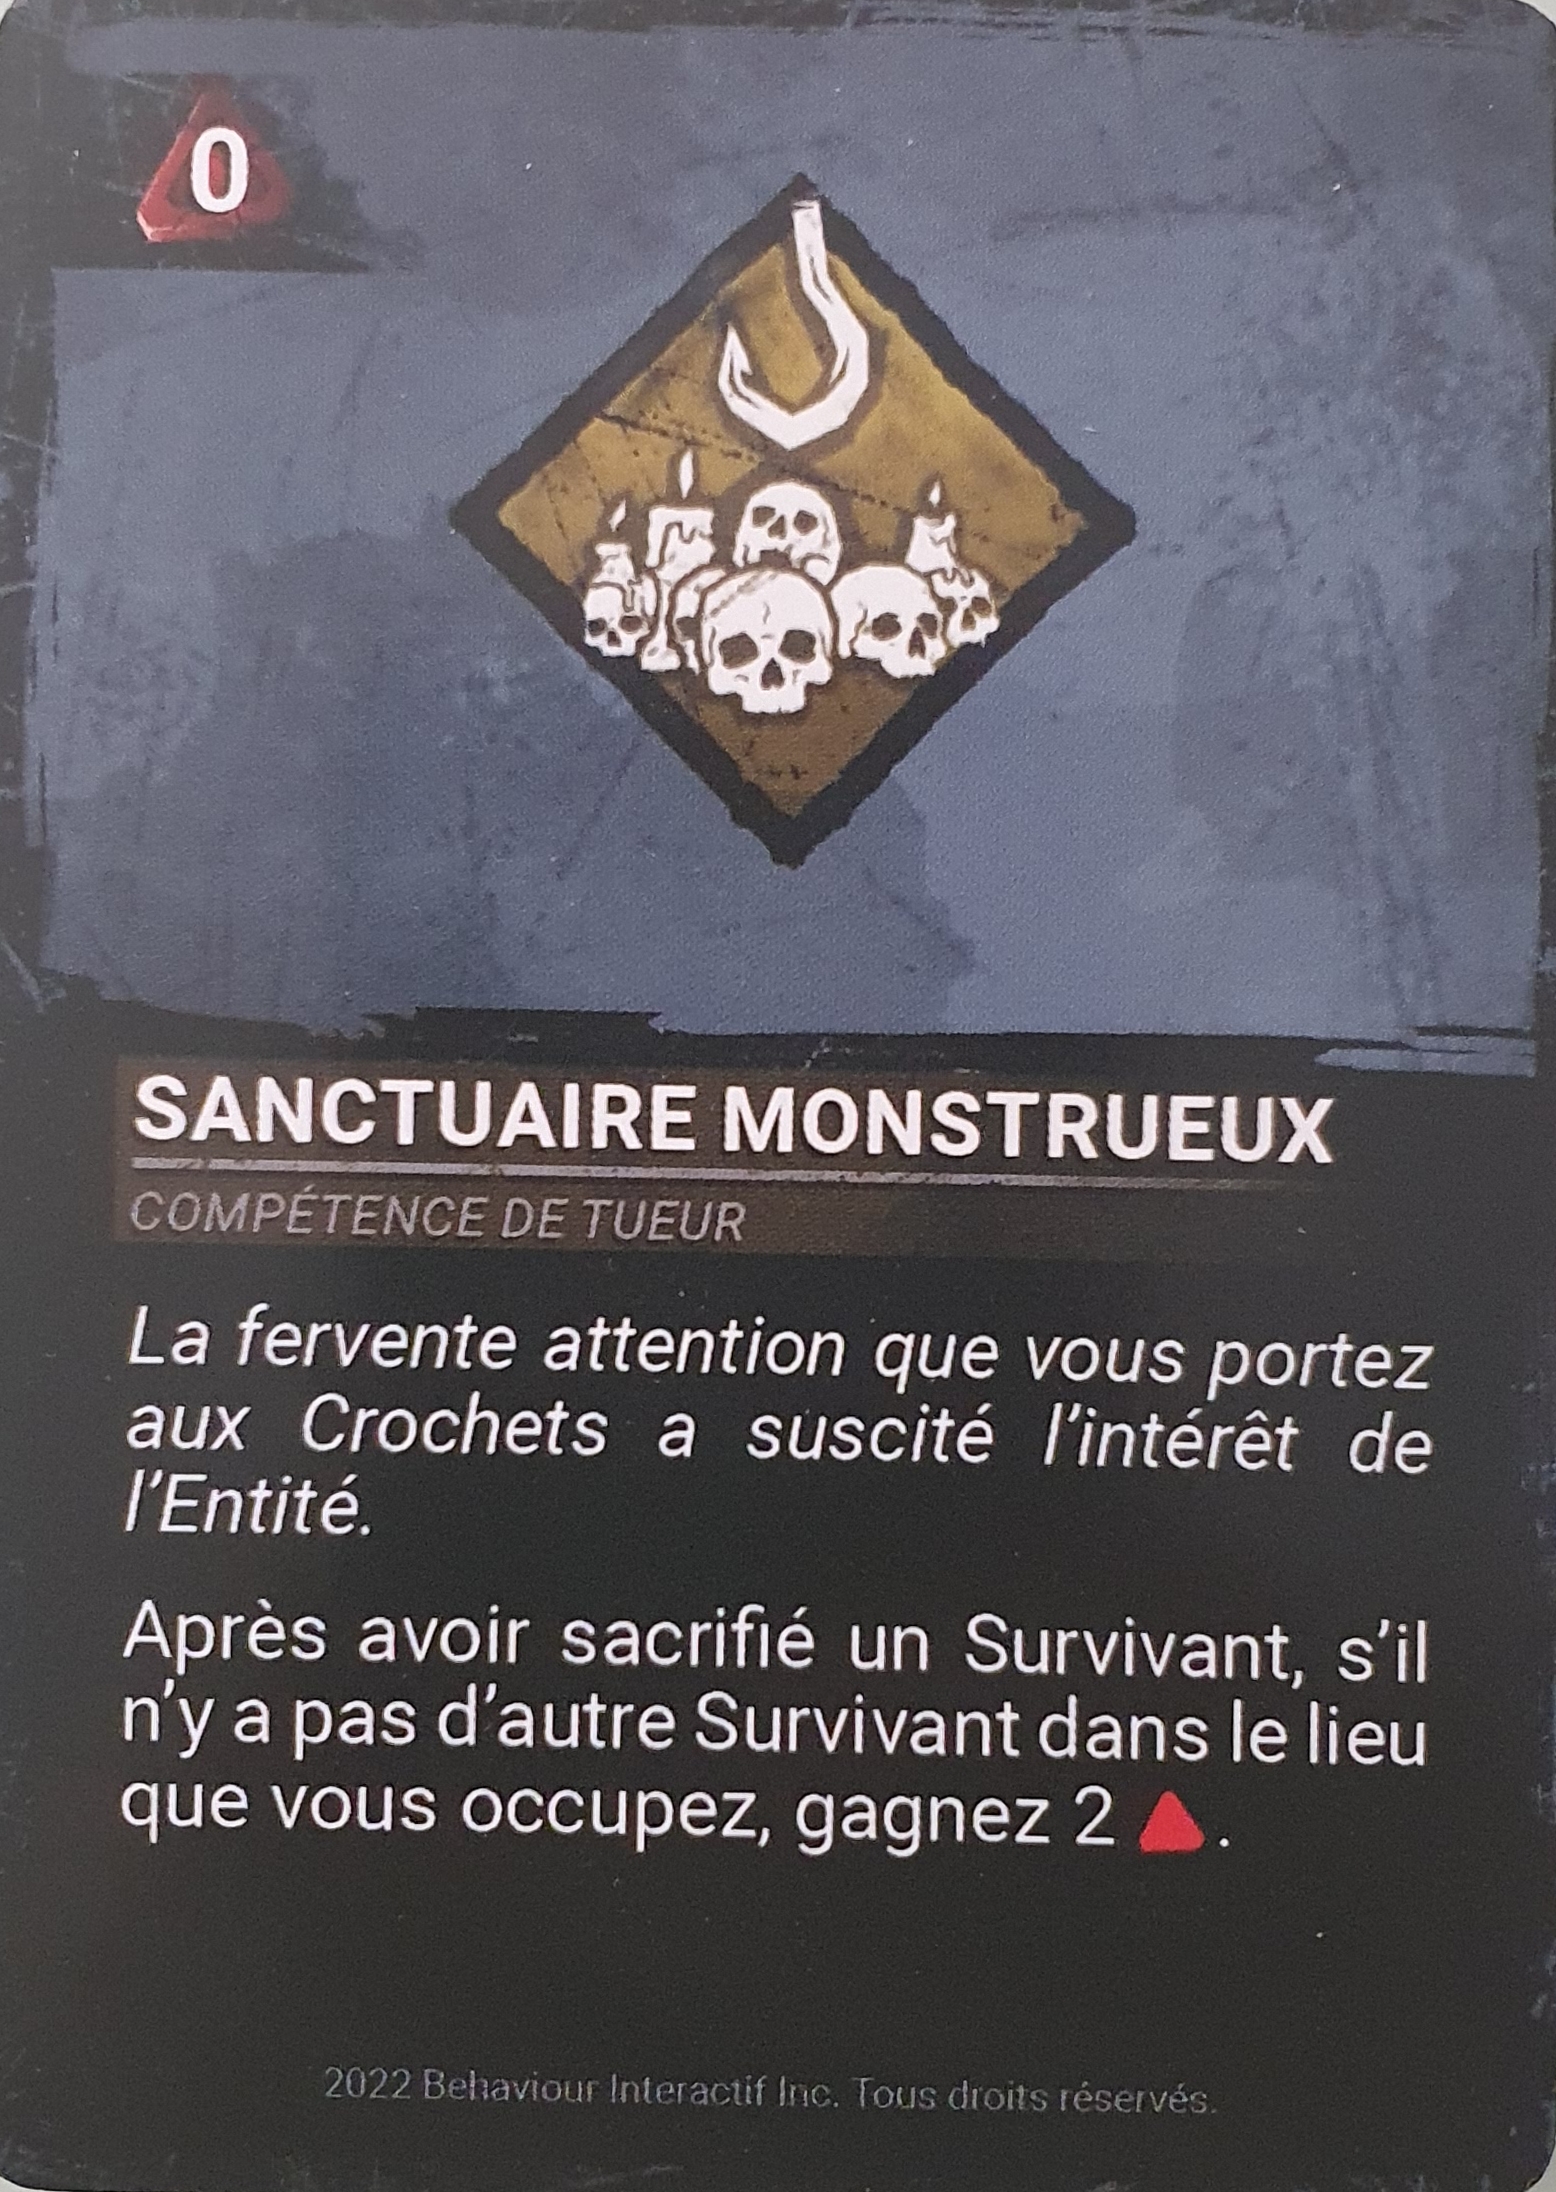 0
SANCTUAIRE MONSTRUEUX
COMPÉTENCE DE TUEUR
La fervente attention que vous portez
aux Crochets a suscité l'intérêt de
l'Entité.
Après avoir sacrifié un Survivant, s'il
n'y a pas d'autre Survivant dans le lieu
que vous occupez, gagnez 2 ▲.
2022 Behaviour Interactif Inc. Tous droits réservés.